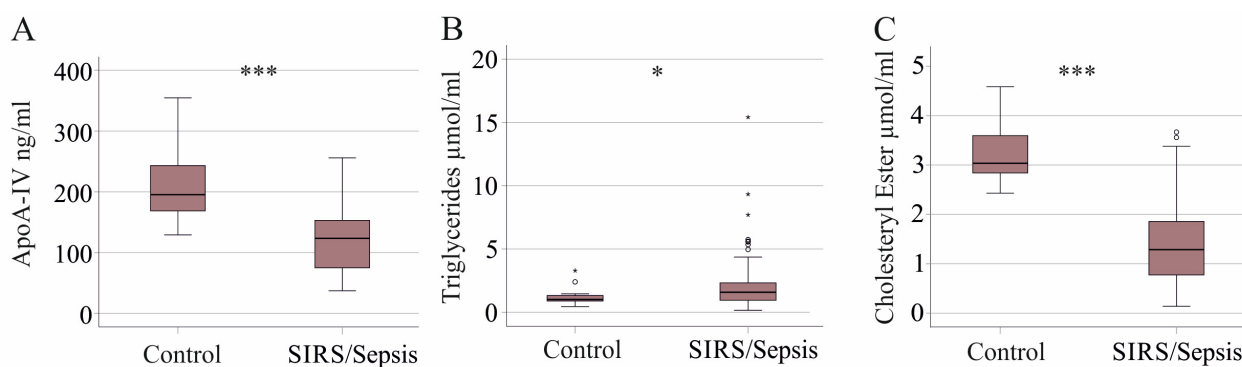 A
ApoA-IV ng/ml
400
300
200
100
0
***
Control
SIRS/Sepsis
B
Triglycerides µmol/ml
20
15
10
5
0
*
Control
SIRS/Sepsis
C
Cholesteryl Ester µmol/ml
5
4
3
2
1
0
***
Control
SIRS/Sepsis